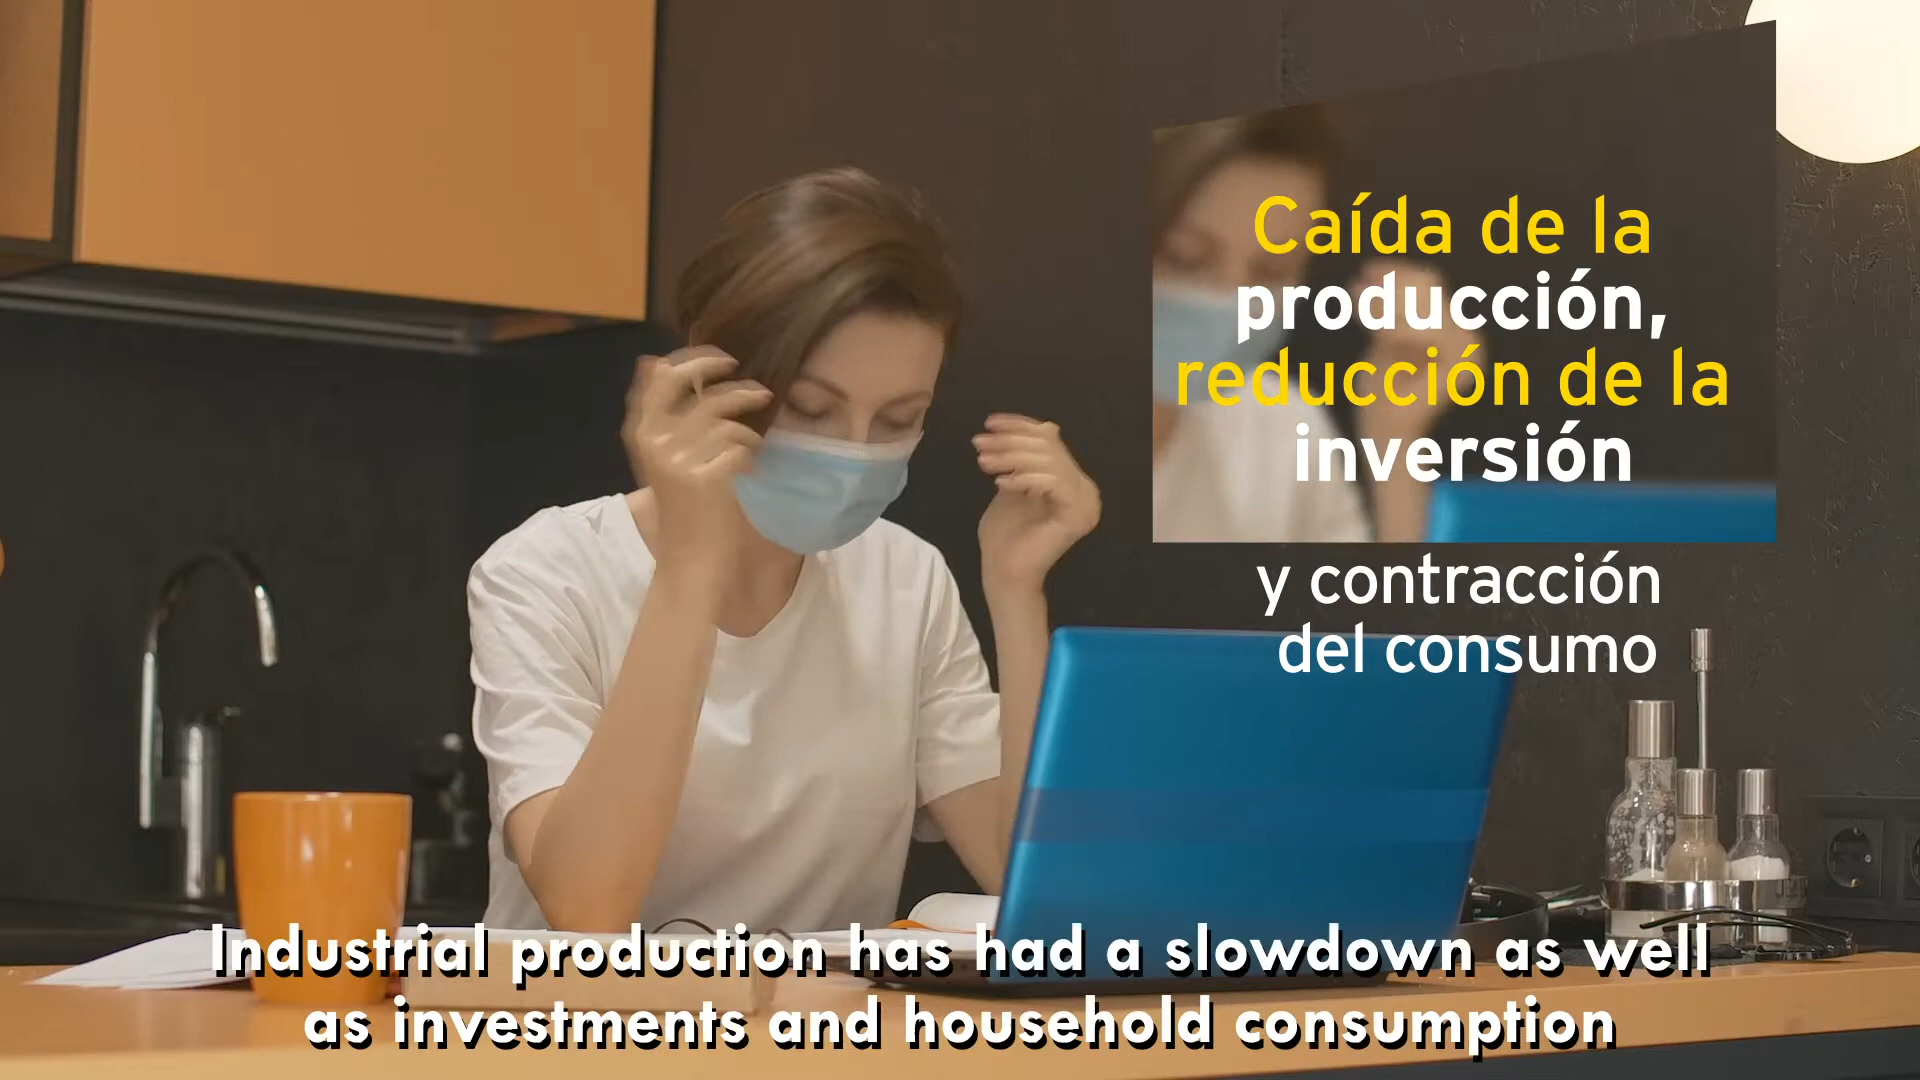 Caída de la
producción,
reducción de la
inversión
y contracción
del consumo
Industrial production has had a slowdown as well
as investments and household consumption